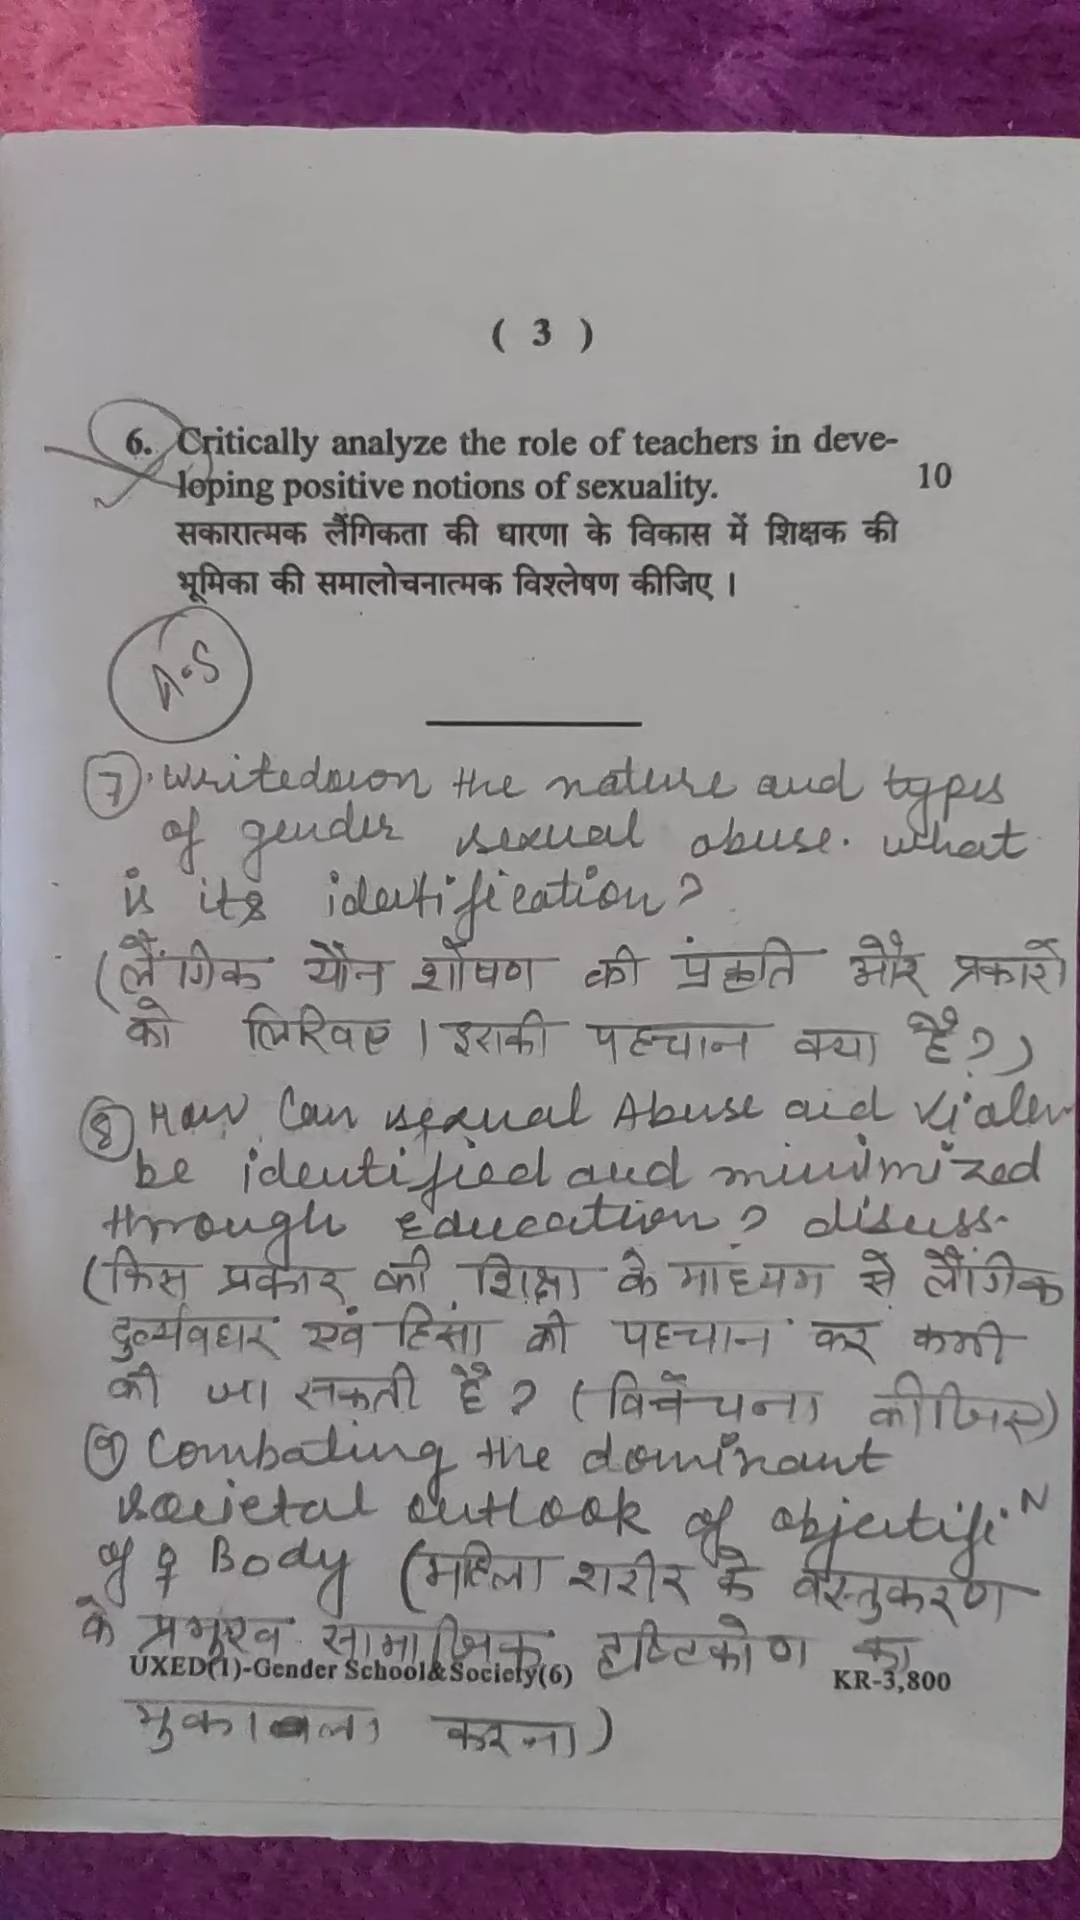 ( 3 )
6. Critically analyze the role of teachers in deve-
loping positive notions of sexuality. 10
सकारात्मक लैंगिकता की धारणा के विकास में शिक्षक की
भूमिका की समालोचनात्मक विश्लेषण कीजिए ।
7. writedown the nature and types
of gender sexual abuse. what
is its identification?
(लैंगिक यौन शोषण की प्रकृति और प्रकारों
को लिखिए । इसकी पहचान क्या है?)
8 How Can sexual Abuse and
be identified and minimized
through Education? discuss.
(किस प्रकार की शिक्षा के माध्यम से लैंगिक
एवं हिंसा की पहचान कर कमी
की जा सकती है? (विवेचना कीजिए)
9 Combating the dominant
societal outlook of objectifiN
of ♀ Body (महिला शरीर के वस्तुकरण
के प्रमुख सामाजिक दृष्टिकोण का
UXED(1)-Gender School&Society(6) KR-3,800
मुकाबला करना)